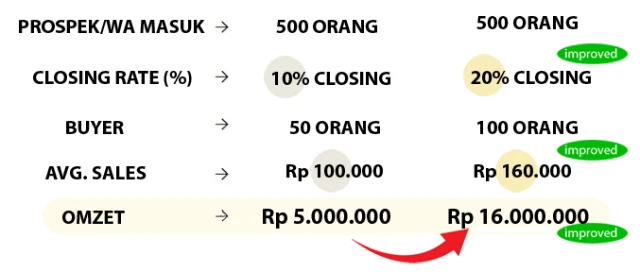 PROSPEK/WA MASUK → 500 ORANG 500 ORANG
improved
CLOSING RATE (%) → 10% CLOSING 20% CLOSING
BUYER → 50 ORANG 100 ORANG
improved
AVG. SALES → Rp 100.000 Rp 160.000
OMZET → Rp 5.000.000 Rp 16.000.000
improved